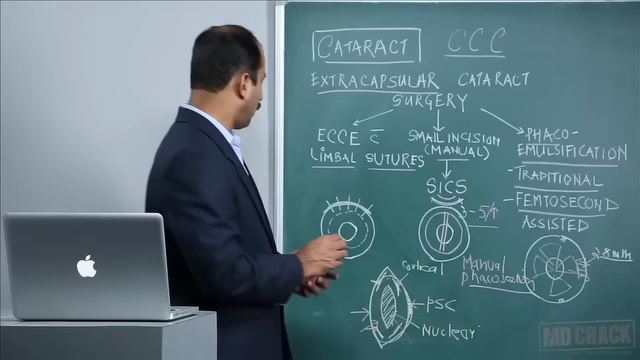 CATARACT CCC
EXTRACAPSULAR CATARACT
SURGERY
ECCE c̄
LIMBAL SUTURES
SMALL INCISION
(MANUAL)
SICS
PHACO-
EMULSIFICATION
- TRADITIONAL
- FEMTOSECOND
ASSISTED
Cortical
PSC
Nuclear
Manual
MD CRACK